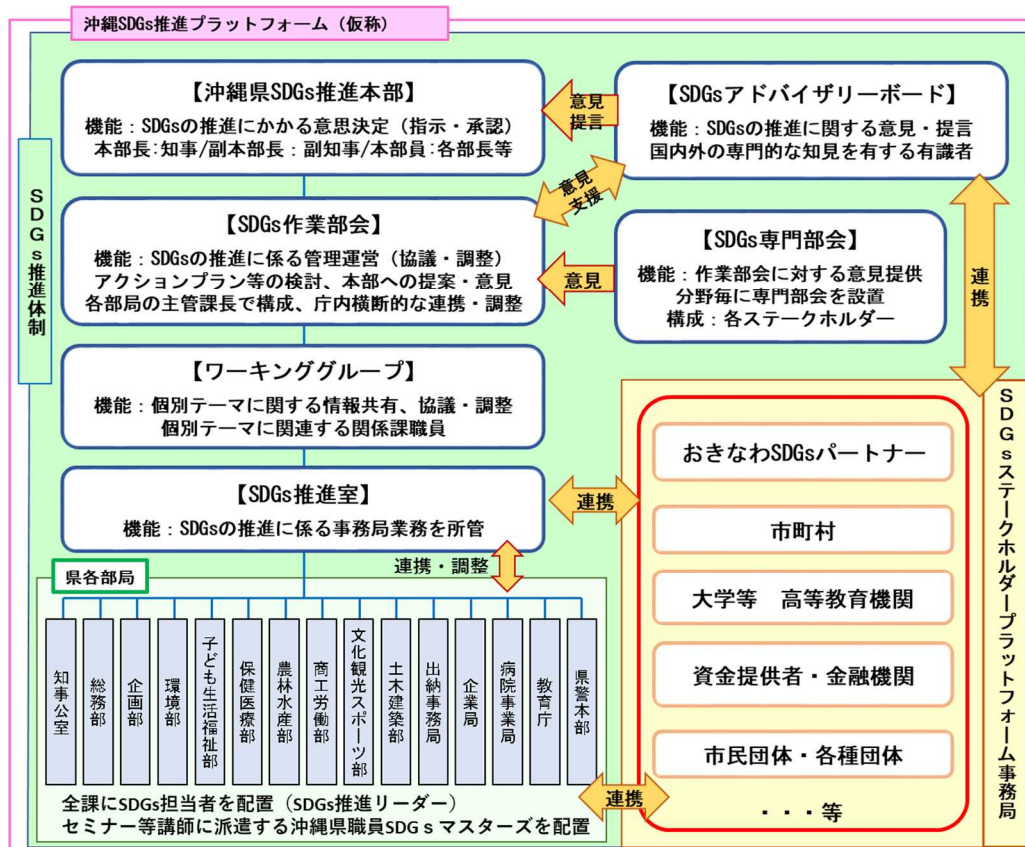 沖縄SDGs推進プラットフォーム（仮称）
SDGs推進体制
【沖縄県SDGs推進本部】
機能：SDGsの推進にかかる意思決定（指示・承認）
本部長：知事/副本部長：副知事/本部員：各部長等
意見
提言
【SDGsアドバイザリーボード】
機能：SDGsの推進に関する意見・提言
国内外の専門的な知見を有する有識者
意見
支援
【SDGs作業部会】
機能：SDGsの推進に係る管理運営（協議・調整）
アクションプラン等の検討、本部への提案・意見
各部局の主管課長で構成、庁内横断的な連携・調整
意見
【SDGs専門部会】
機能：作業部会に対する意見提供
分野毎に専門部会を設置
構成：各ステークホルダー
連携
【ワーキンググループ】
機能：個別テーマに関する情報共有、協議・調整
個別テーマに関連する関係課職員
【SDGs推進室】
機能：SDGsの推進に係る事務局業務を所管
連携
連携・調整
県各部局
知事公室
総務部
企画部
環境部
子ども生活福祉部
保健医療部
農林水産部
商工労働部
文化観光スポーツ部
土木建築部
出納事務局
企業局
病院事業局
教育庁
県警本部
全課にSDGs担当者を配置（SDGs推進リーダー）
セミナー等講師に派遣する沖縄県職員SDGｓマスターズを配置
連携
おきなわSDGsパートナー
市町村
大学等　高等教育機関
資金提供者・金融機関
市民団体・各種団体
・・・等
SDGsステークホルダープラットフォーム事務局